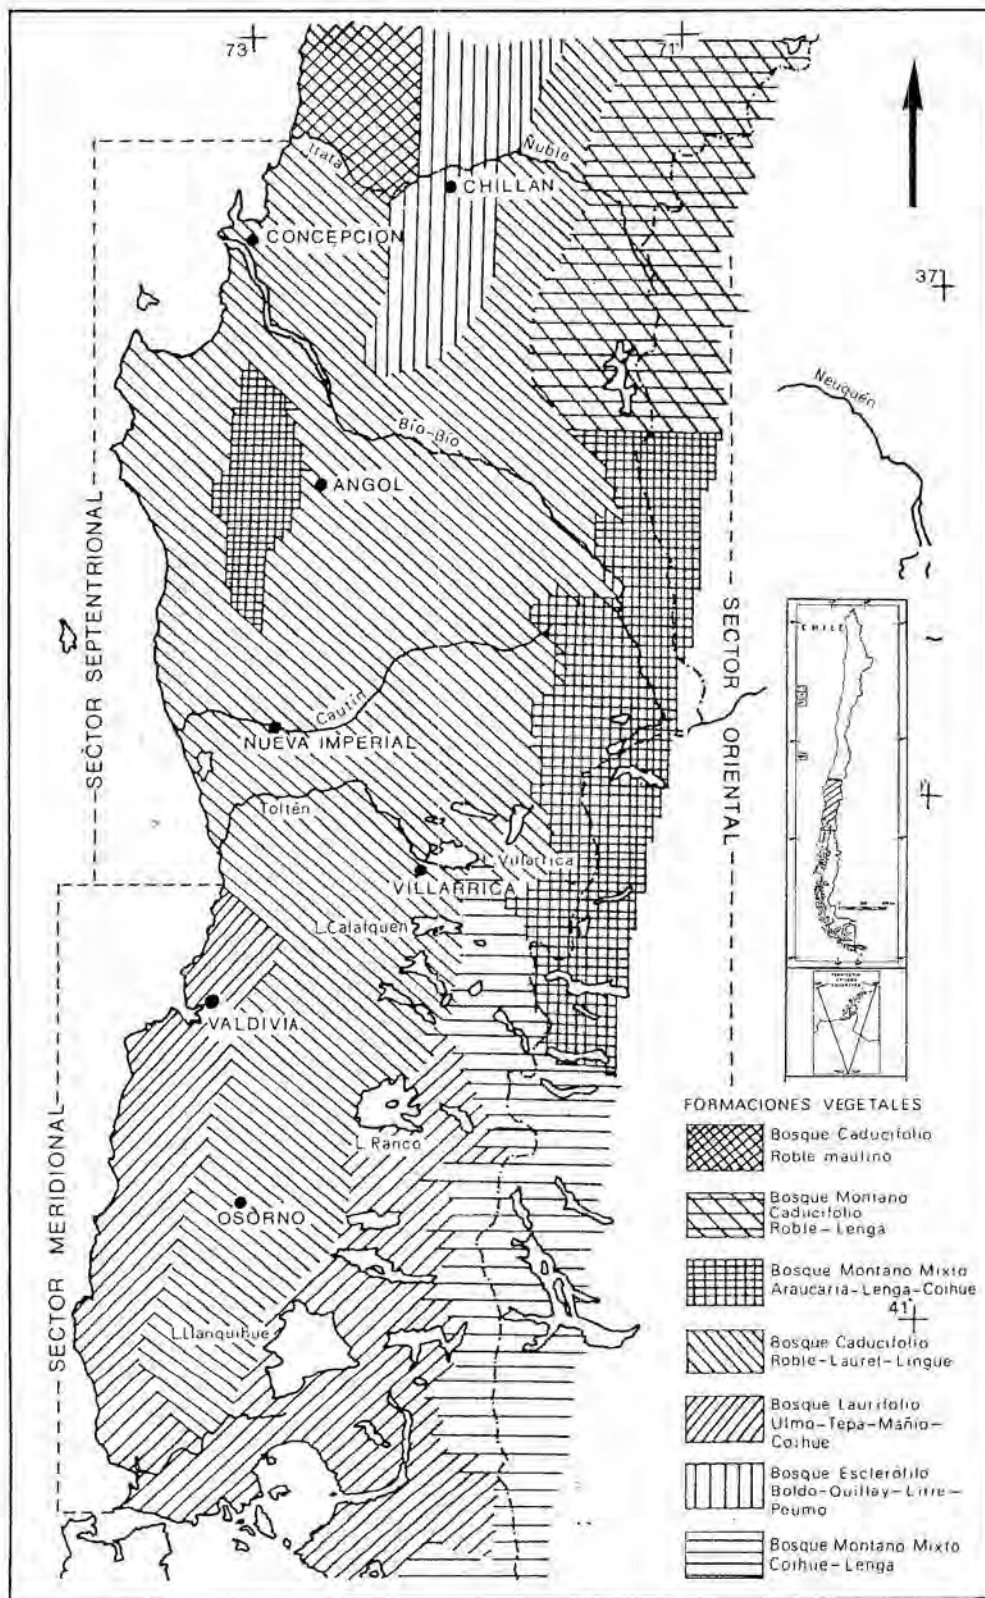 73
71
Itata
Ñuble
CHILLAN
CONCEPCION
37
Neuquén
Bío-Bío
ANGOL
SECTOR SEPTENTRIONAL
SECTOR ORIENTAL
CHILE
Cautín
NUEVA IMPERIAL
Toltén
L. Villarrica
VILLARRICA
L. Calafquen
VALDIVIA
SECTOR MERIDIONAL
L. Ranco
OSORNO
L. Llanquihue
FORMACIONES VEGETALES
Bosque Caducifolio
Roble maulino
Bosque Montano
Caducifolio
Roble-Lenga
Bosque Montano Mixto
Araucaria-Lenga-Coihue
41
Bosque Caducifolio
Roble-Laurel-Lingue
Bosque Laurifolio
Ulmo-Tepa-Mañío-
Coihue
Bosque Esclerófilo
Boldo-Quillay-Litre-
Peumo
Bosque Montano Mixto
Coihue-Lenga